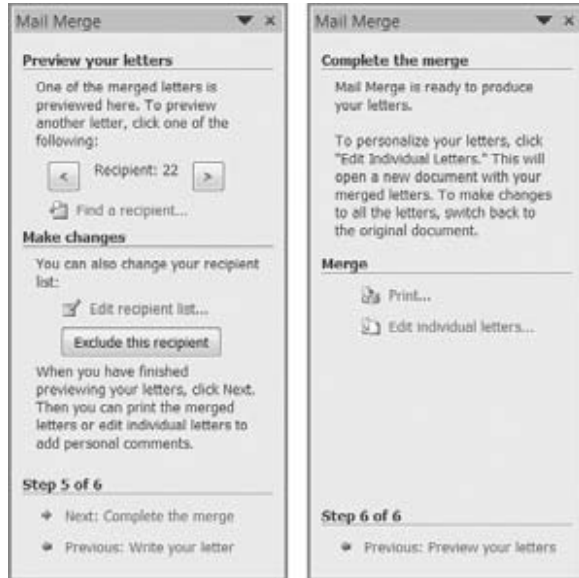 Mail Merge
Preview your letters
One of the merged letters is
previewed here. To preview
another letter, click one of the
following:
< Recipient: 22 >
Find a recipient...
Make changes
You can also change your recipient
list:
Edit recipient list...
Exclude this recipient
When you have finished
previewing your letters, click Next.
Then you can print the merged
letters or edit individual letters to
add personal comments.
Step 5 of 6
Next: Complete the merge
Previous: Write your letter
Mail Merge
Complete the merge
Mail Merge is ready to produce
your letters.
To personalize your letters, click
"Edit Individual Letters." This will
open a new document with your
merged letters. To make changes
to all the letters, switch back to
the original document.
Merge
Print...
Edit individual letters...
Step 6 of 6
Previous: Preview your letters